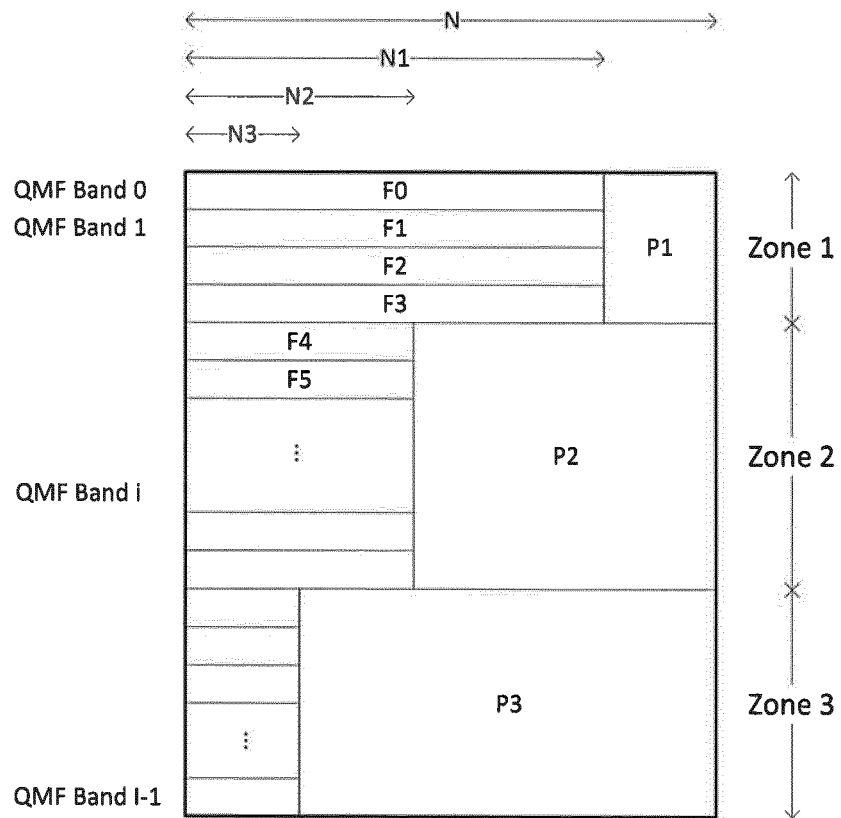 N
N1
N2
N3
QMF Band 0
F0
QMF Band 1
F1
F2
F3
P1
Zone 1
F4
F5
⋮
P2
Zone 2
QMF Band i
P3
Zone 3
⋮
QMF Band I-1